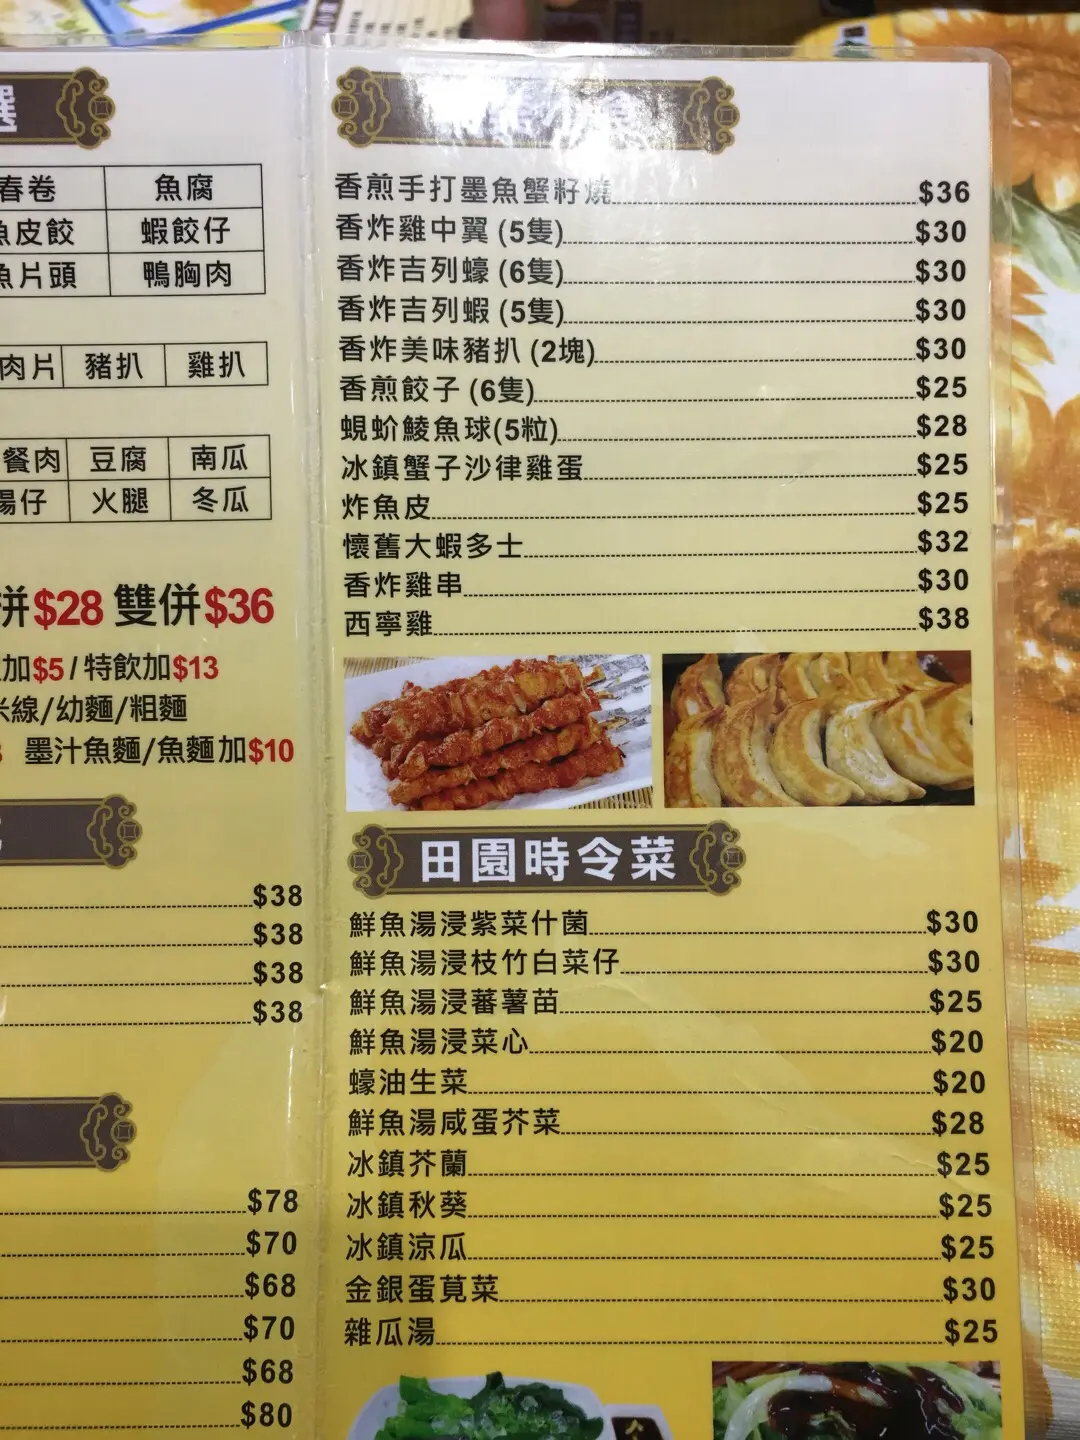 春卷 魚腐
魚皮餃 蝦餃仔
魚片頭 鴨胸肉
肉片 豬扒 雞扒
餐肉 豆腐 南瓜
腸仔 火腿 冬瓜
拼$28 雙併$36
加$5/特飲加$13
米線/幼麵/粗麵
墨汁魚麵/魚麵加$10
$38
$38
$38
$38
$78
$70
$68
$70
$68
$80
小食
香煎手打墨魚蟹籽燒 $36
香炸雞中翼 (5隻) $30
香炸吉列蠔 (6隻) $30
香炸吉列蝦 (5隻) $30
香炸美味豬扒 (2塊) $30
香煎餃子 (6隻) $25
蜆蚧鯪魚球(5粒) $28
冰鎮蟹子沙律雞蛋 $25
炸魚皮 $25
懷舊大蝦多士 $32
香炸雞串 $30
西寧雞 $38
田園時令菜
鮮魚湯浸紫菜什菌 $30
鮮魚湯浸枝竹白菜仔 $30
鮮魚湯浸蕃薯苗 $25
鮮魚湯浸菜心 $20
蠔油生菜 $20
鮮魚湯咸蛋芥菜 $28
冰鎮芥蘭 $25
冰鎮秋葵 $25
冰鎮涼瓜 $25
金銀蛋莧菜 $30
雜瓜湯 $25